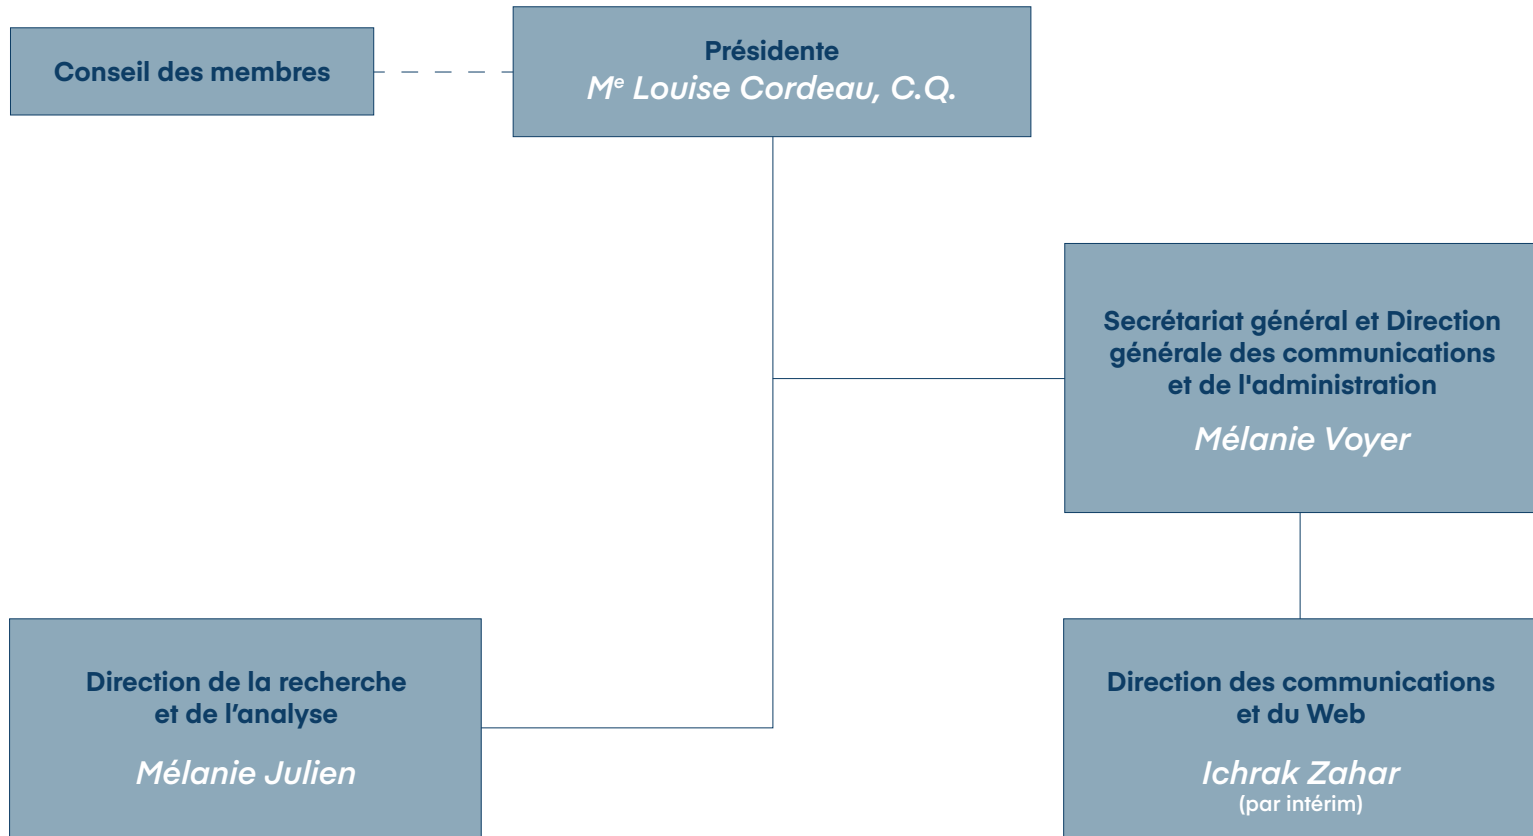 Conseil des membres
Présidente
Mᵉ Louise Cordeau, C.Q.
Secrétariat général et Direction
générale des communications
et de l'administration
Mélanie Voyer
Direction de la recherche
et de l’analyse
Mélanie Julien
Direction des communications
et du Web
Ichrak Zahar
(par intérim)